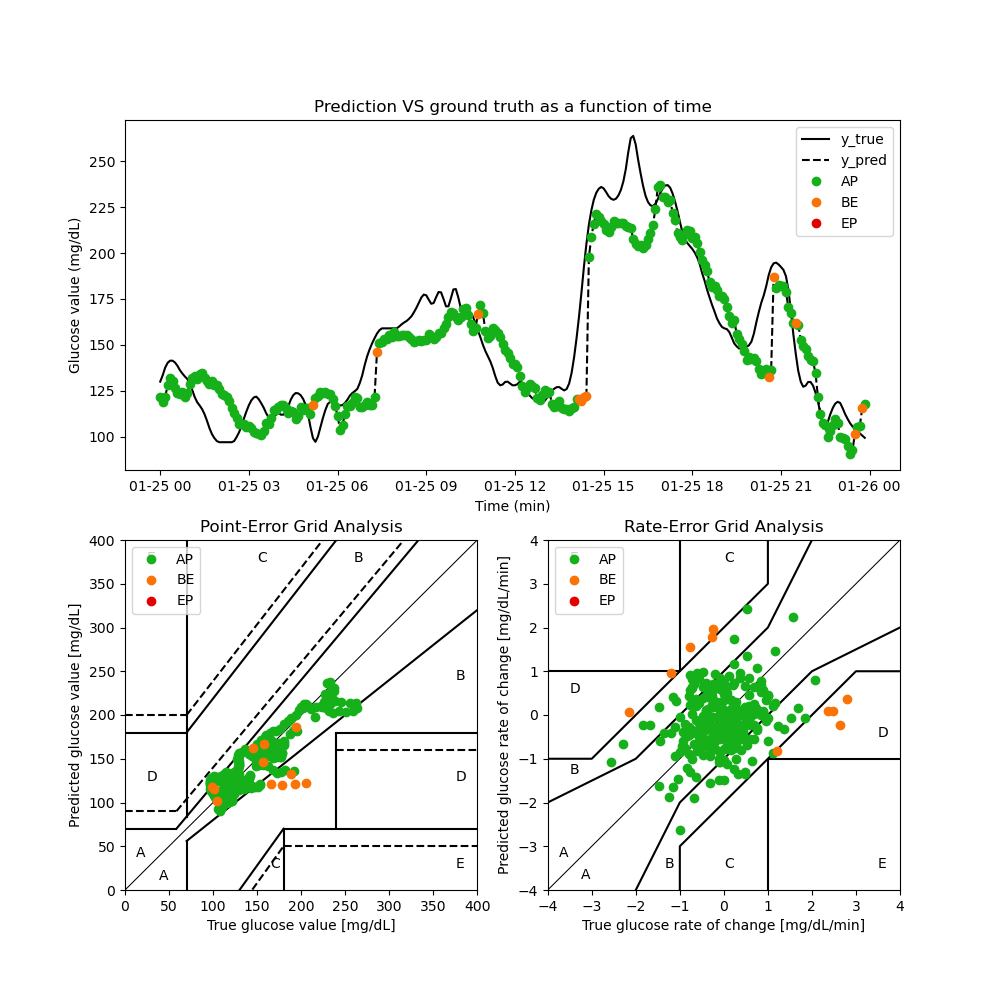 Prediction VS ground truth as a function of time
Glucose value (mg/dL)
250
225
200
175
150
125
100
y_true
y_pred
AP
BE
EP
01-25 00 01-25 03 01-25 06 01-25 09 01-25 12 01-25 15 01-25 18 01-25 21 01-26 00
Time (min)
Point-Error Grid Analysis
Predicted glucose value [mg/dL]
400
350
300
250
200
150
100
50
0
AP
BE
EP
C B
B
D D
A
A
C E
0 50 100 150 200 250 300 350 400
True glucose value [mg/dL]
Rate-Error Grid Analysis
Predicted glucose rate of change [mg/dL/min]
4
3
2
1
0
−1
−2
−3
−4
AP
BE
EP
C
D
D
B
A
A
B C E
−4 −3 −2 −1 0 1 2 3 4
True glucose rate of change [mg/dL/min]